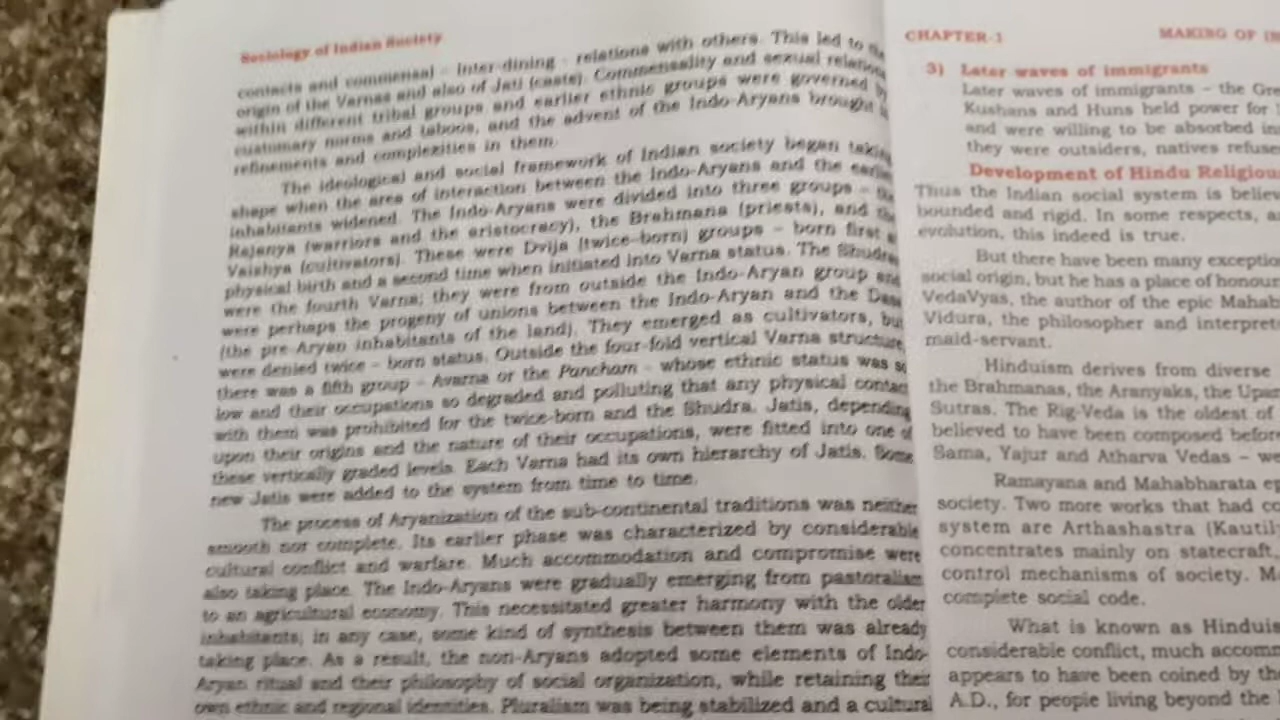 Sociology of Indian Society
contacts and commensal - inter-dining - relations with others. This led to the
origin of the Varnas and also of Jati (caste). Commensality and sexual relations
within different tribal groups and earlier ethnic groups were governed by
customary norms and taboos, and the advent of the Indo-Aryans brought
refinements and complexities in them.
The ideological and social framework of Indian society began taking
shape when the area of interaction between the Indo-Aryans and the earlier
inhabitants widened. The Indo-Aryans were divided into three groups - the
Rajanya (warriors and the aristocracy), the Brahmana (priests), and the
Vaishya (cultivators). These were Dvija (twice-born) groups - born first
physical birth and a second time when initiated into Varna status. The Shudra
were the fourth Varna; they were from outside the Indo-Aryan group and
were perhaps the progeny of unions between the Indo-Aryan and the Dasa
(the pre-Aryan inhabitants of the land). They emerged as cultivators, but
were denied twice - born status. Outside the four-fold vertical Varna structure
there was a fifth group - Avarna or the Pancham - whose ethnic status was so
low and their occupations so degraded and polluting that any physical contact
with them was prohibited for the twice-born and the Shudra. Jatis, depending
upon their origins and the nature of their occupations, were fitted into one of
these vertically graded levels. Each Varna had its own hierarchy of Jatis. Some
new Jatis were added to the system from time to time.
The process of Aryanization of the sub-continental traditions was neither
smooth nor complete. Its earlier phase was characterized by considerable
cultural conflict and warfare. Much accommodation and compromise were
also taking place. The Indo-Aryans were gradually emerging from pastoralism
to an agricultural economy. This necessitated greater harmony with the older
inhabitants; in any case, some kind of synthesis between them was already
taking place. As a result, the non-Aryans adopted some elements of Indo-
Aryan ritual and their philosophy of social organization, while retaining their
own ethnic and regional identities. Pluralism was being stabilized and a cultural
CHAPTER-1 MAKING OF
3) Later waves of immigrants
Later waves of immigrants - the
Kushans and Huns held power for
and were willing to be absorbed
they were outsiders, natives
Development of Hindu
Thus the Indian social system is
bounded and rigid. In some respects,
evolution, this indeed is true.
But there have been many
social origin, but he has a place of
VedaVyas, the author of the epic
Vidura, the philosopher and
maid-servant.
Hinduism derives from diverse
the Brahmanas, the Aranyaks, the
Sutras. The Rig-Veda is the oldest of
believed to have been composed
Sama, Yajur and Atharva Vedas -
Ramayana and Mahabharata
society. Two more works that had
system are Arthashastra
concentrates mainly on statecraft,
control mechanisms of society.
complete social code.
What is known as
considerable conflict, much
appears to have been coined by
A.D., for people living beyond the